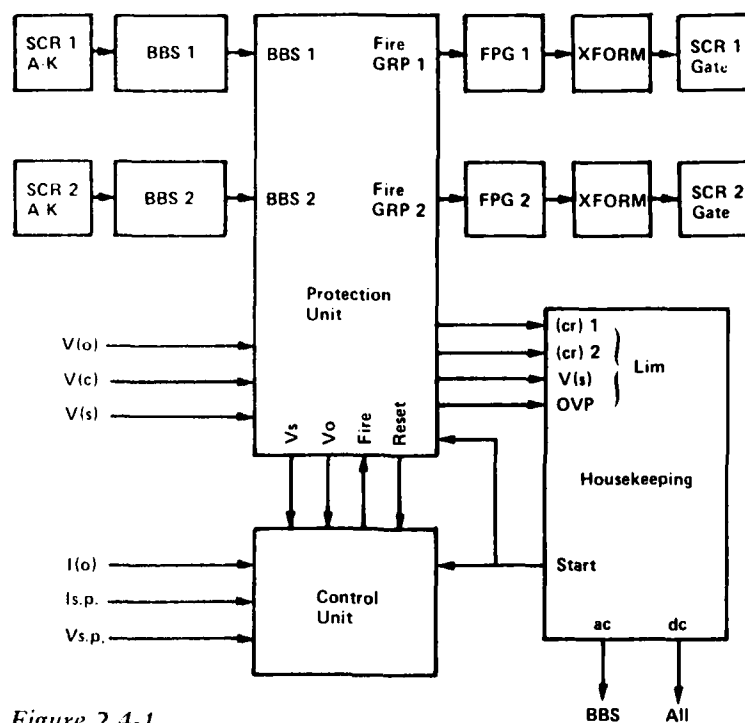 SCR 1
A-K
BBS 1
BBS 1
Fire
GRP 1
FPG 1
XFORM
SCR 1
Gate
SCR 2
A K
BBS 2
BBS 2
Fire
GRP 2
FPG 2
XFORM
SCR 2
Gate
Protection
Unit
V(o)
V(c)
V(s)
(cr) 1
(cr) 2
V(s)
OVP
Lim
Vs
Vo
Fire
Reset
Housekeeping
I(o)
Is.p.
Vs.p.
Control
Unit
Start
ac
dc
BBS
All
Figure 2.4-1